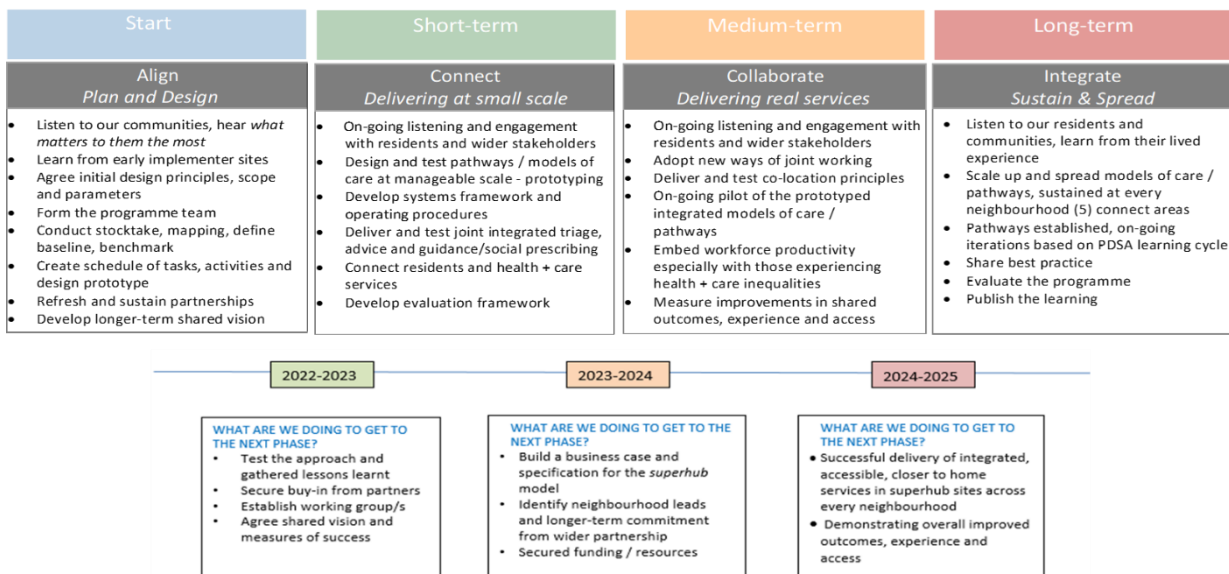 Start
Align
Plan and Design
• Listen to our communities, hear what
matters to them the most
• Learn from early implementer sites
• Agree initial design principles, scope
and parameters
• Form the programme team
• Conduct stocktake, mapping, define
baseline, benchmark
• Create schedule of tasks, activities and
design prototype
• Refresh and sustain partnerships
• Develop longer-term shared vision
Short-term
Connect
Delivering at small scale
• On-going listening and engagement
with residents and wider stakeholders
• Design and test pathways / models of
care at manageable scale - prototyping
• Develop systems framework and
operating procedures
• Deliver and test joint integrated triage,
advice and guidance/social prescribing
• Connect residents and health + care
services
• Develop evaluation framework
Medium-term
Collaborate
Delivering real services
• On-going listening and engagement with
residents and wider stakeholders
• Adopt new ways of joint working
• Deliver and test co-location principles
• On-going pilot of the prototyped
integrated models of care /
pathways
• Embed workforce productivity
especially with those experiencing
health + care inequalities
• Measure improvements in shared
outcomes, experience and access
Long-term
Integrate
Sustain & Spread
• Listen to our residents and
communities, learn from their lived
experience
• Scale up and spread models of care /
pathways, sustained at every
neighbourhood (5) connect areas
• Pathways established, on-going
iterations based on PDSA learning cycle
• Share best practice
• Evaluate the programme
• Publish the learning
2022-2023
WHAT ARE WE DOING TO GET TO
THE NEXT PHASE?
• Test the approach and
gathered lessons learnt
• Secure buy-in from partners
• Establish working group/s
• Agree shared vision and
measures of success
2023-2024
WHAT ARE WE DOING TO GET TO THE
NEXT PHASE?
• Build a business case and
specification for the superhub
model
• Identify neighbourhood leads
and longer-term commitment
from wider partnership
• Secured funding / resources
2024-2025
WHAT ARE WE DOING TO GET TO
THE NEXT PHASE?
• Successful delivery of integrated,
accessible, closer to home
services in superhub sites across
every neighbourhood
• Demonstrating overall improved
outcomes, experience and
access